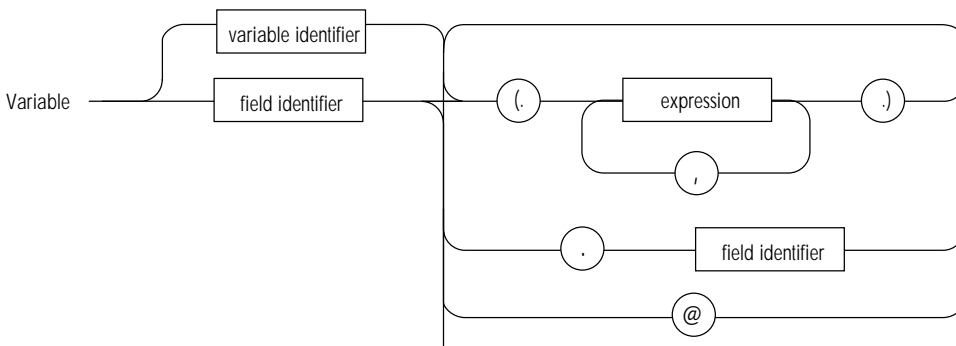 variable identifier
Variable
field identifier
(.
expression
.)
,
.
field identifier
@